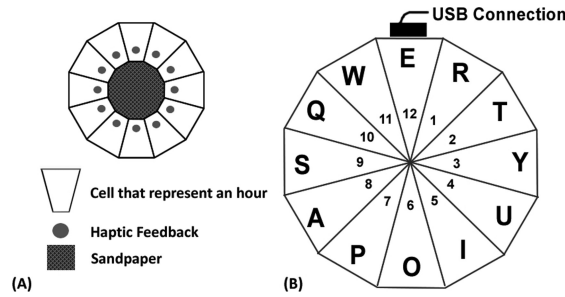 USB Connection
E
R
T
Y
U
I
O
P
A
S
Q
W
12
1
2
3
4
5
6
7
8
9
10
11
Cell that represent an hour
Haptic Feedback
Sandpaper
(A)
(B)